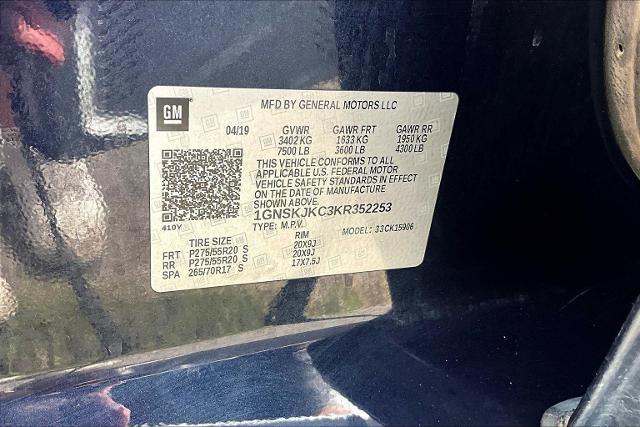 GM
MFD BY GENERAL MOTORS LLC
04/19 GVWR GAWR FRT GAWR RR
3402 KG 1633 KG 1950 KG
7500 LB 3600 LB 4300 LB
THIS VEHICLE CONFORMS TO ALL
APPLICABLE U.S. FEDERAL MOTOR
VEHICLE SAFETY STANDARDS IN EFFECT
ON THE DATE OF MANUFACTURE
SHOWN ABOVE.
1GNSKJKC3KR352253
410Y TYPE: M.P.V. MODEL: 33CK15906
TIRE SIZE RIM
FRT P275/55R20 S 20X9J
RR P275/55R20 S 20X9J
SPA 265/70R17 S 17X7.5J